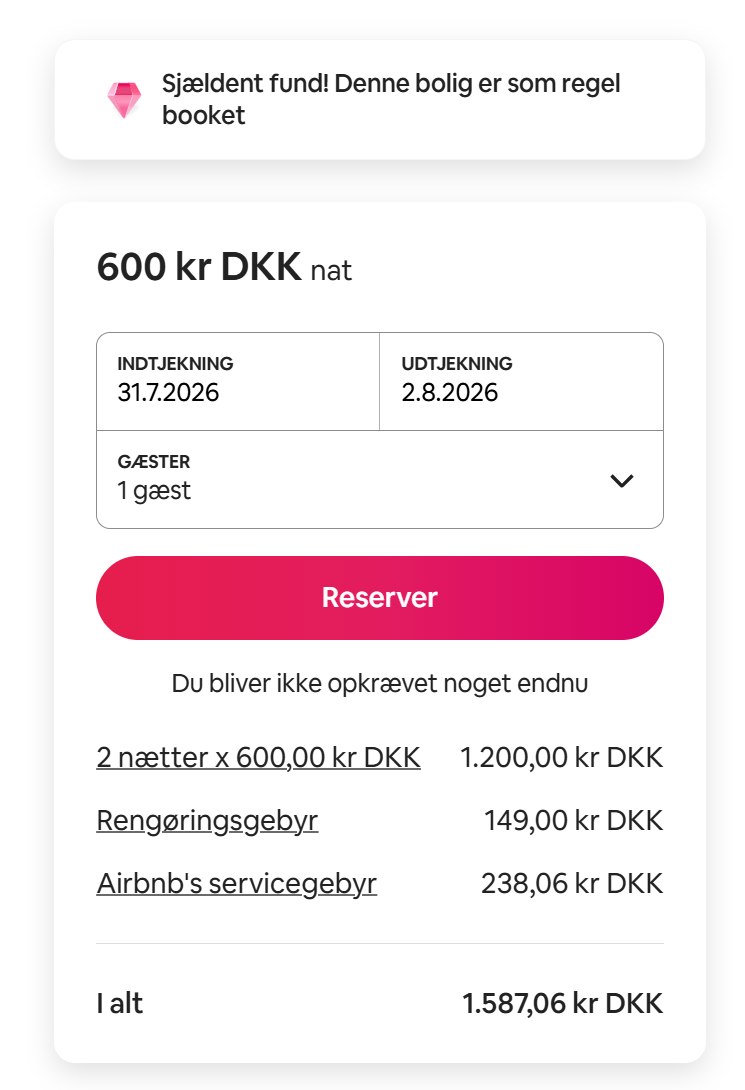 Sjældent fund! Denne bolig er som regel
booket
600 kr DKK nat
INDTJEKNING
31.7.2026
UDTJEKNING
2.8.2026
GÆSTER
1 gæst
Reserver
Du bliver ikke opkrævet noget endnu
2 nætter x 600,00 kr DKK 1.200,00 kr DKK
Rengøringsgebyr 149,00 kr DKK
Airbnb's servicegebyr 238,06 kr DKK
I alt 1.587,06 kr DKK